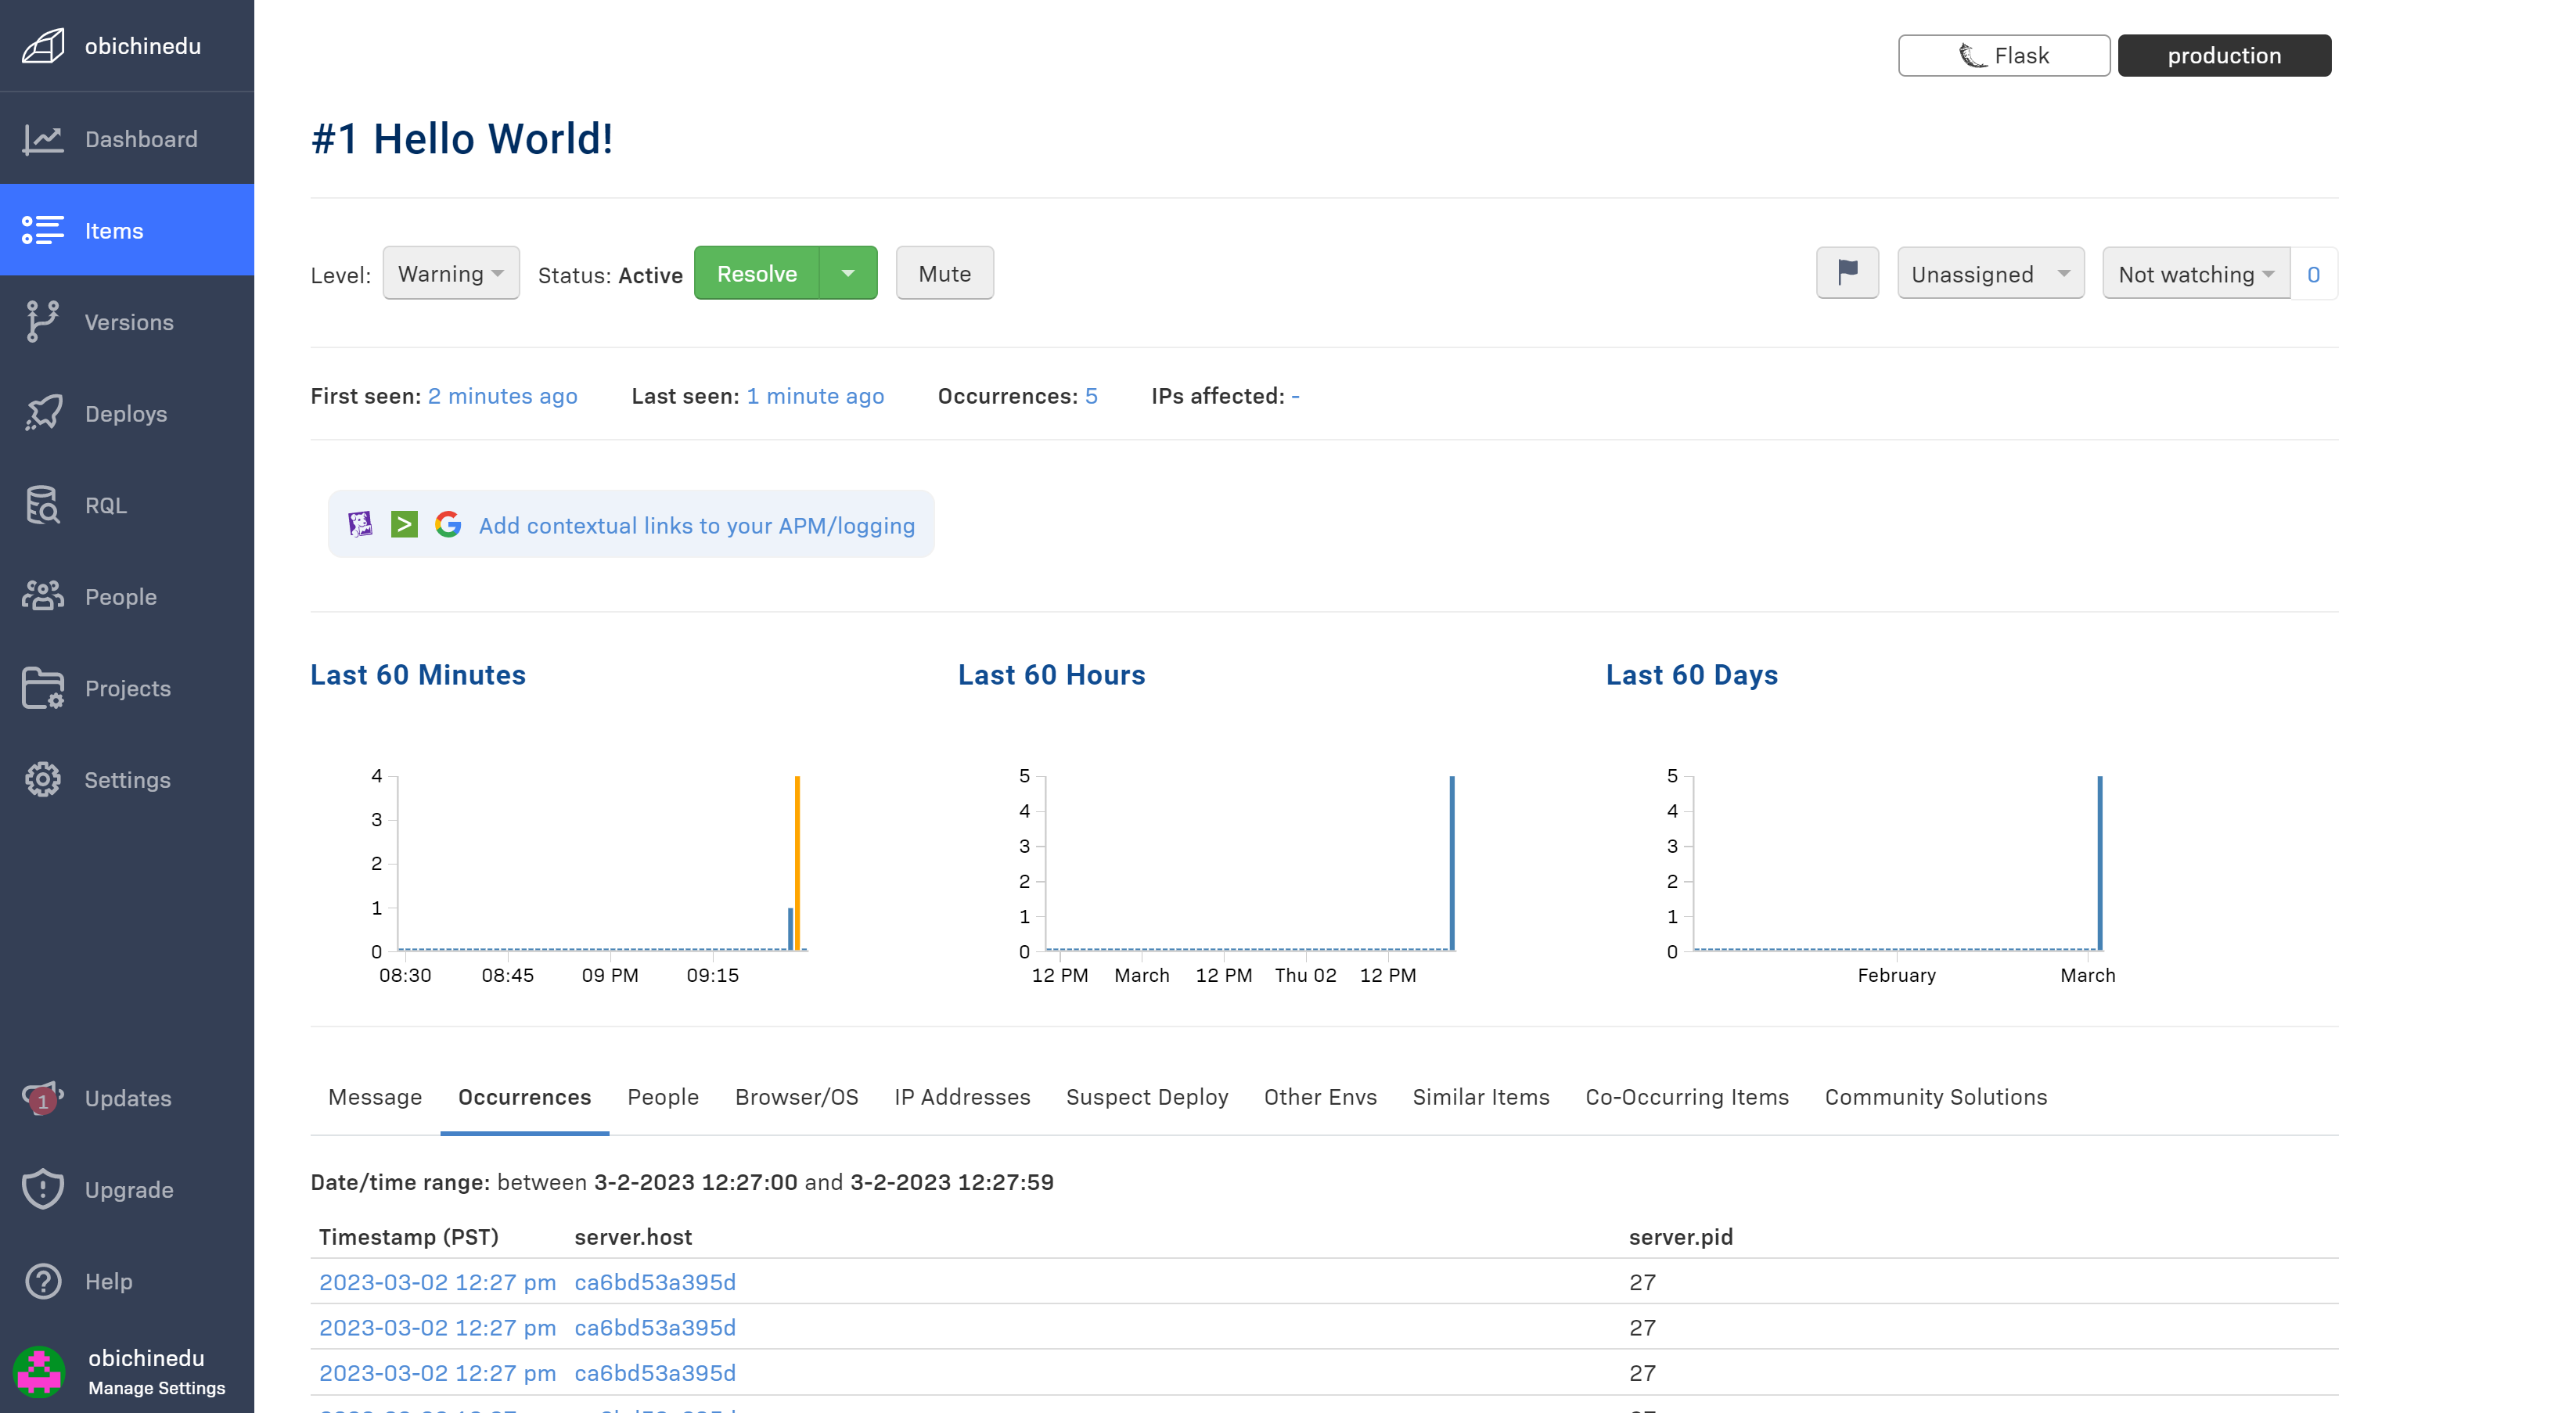 obichinedu
Dashboard
Items
Versions
Deploys
RQL
People
Projects
Settings
1 Updates
Upgrade
Help
obichinedu
Manage Settings
Flask production
#1 Hello World!
Level: Warning Status: Active Resolve Mute Unassigned Not watching 0
First seen: 2 minutes ago Last seen: 1 minute ago Occurrences: 5 IPs affected: -
> G Add contextual links to your APM/logging
Last 60 Minutes
4
3
2
1
0
08:30 08:45 09 PM 09:15
Last 60 Hours
5
4
3
2
1
0
12 PM March 12 PM Thu 02 12 PM
Last 60 Days
5
4
3
2
1
0
February March
Message Occurrences People Browser/OS IP Addresses Suspect Deploy Other Envs Similar Items Co-Occurring Items Community Solutions
Date/time range: between 3-2-2023 12:27:00 and 3-2-2023 12:27:59
Timestamp (PST) server.host server.pid
2023-03-02 12:27 pm ca6bd53a395d 27
2023-03-02 12:27 pm ca6bd53a395d 27
2023-03-02 12:27 pm ca6bd53a395d 27